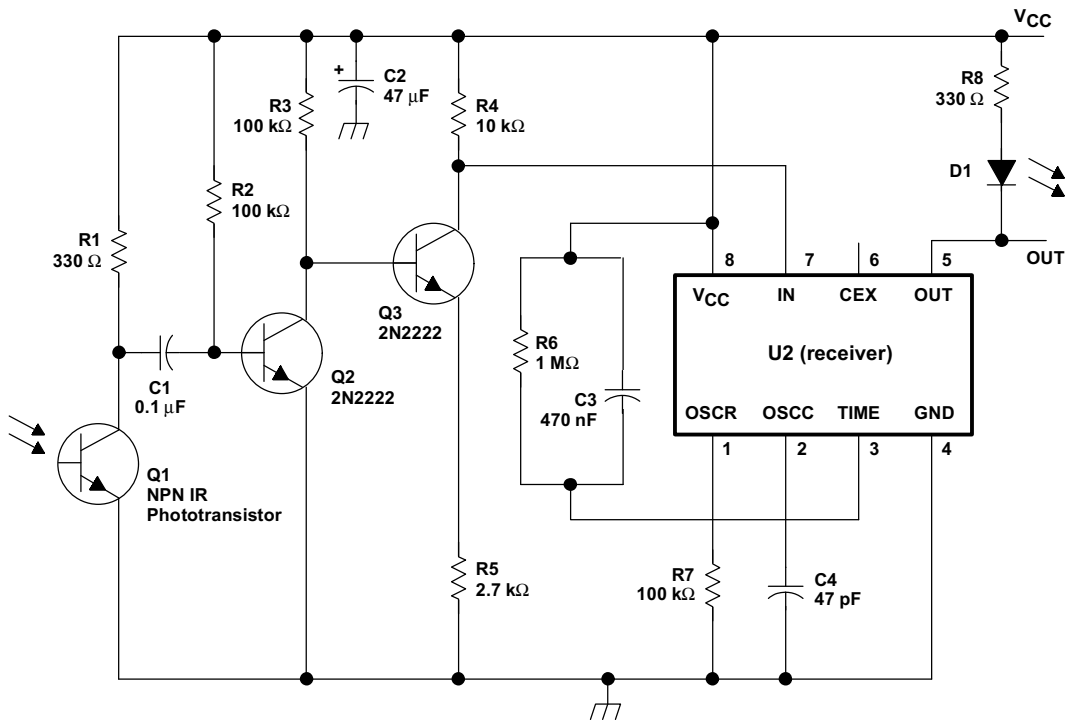 VCC
C2
47 μF
R8
330 Ω
R3
100 kΩ
R4
10 kΩ
D1
R2
100 kΩ
R1
330 Ω
OUT
8
7
6
5
VCC
IN
CEX
OUT
Q3
2N2222
R6
1 MΩ
U2 (receiver)
Q2
2N2222
C1
0.1 μF
C3
470 nF
OSCR
OSCC
TIME
GND
1
2
3
4
Q1
NPN IR
Phototransistor
R5
2.7 kΩ
R7
100 kΩ
C4
47 pF
+